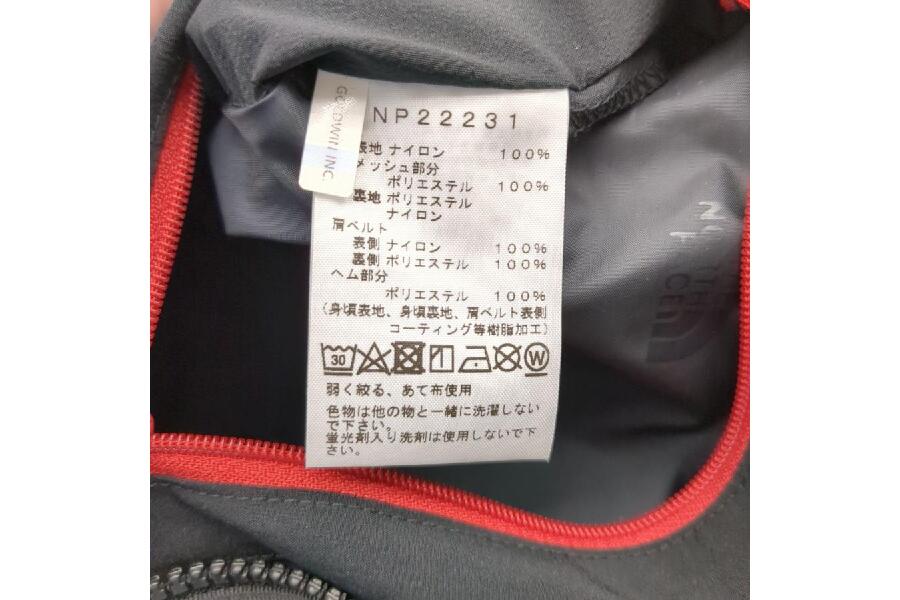 GOLDWIN INC.
NP22231
表地 ナイロン 100%
メッシュ部分
ポリエステル 100%
裏地 ポリエステル
ナイロン
肩ベルト
表側 ナイロン 100%
裏側 ポリエステル 100%
ヘム部分
ポリエステル 100%
(身頃表地、身頃裏地、肩ベルト表側
コーティング等樹脂加工)
30 W
弱く絞る、あて布使用
色物は他の物と一緒に洗濯しない
で下さい。
蛍光剤入り洗剤は使用しないで下
さい。